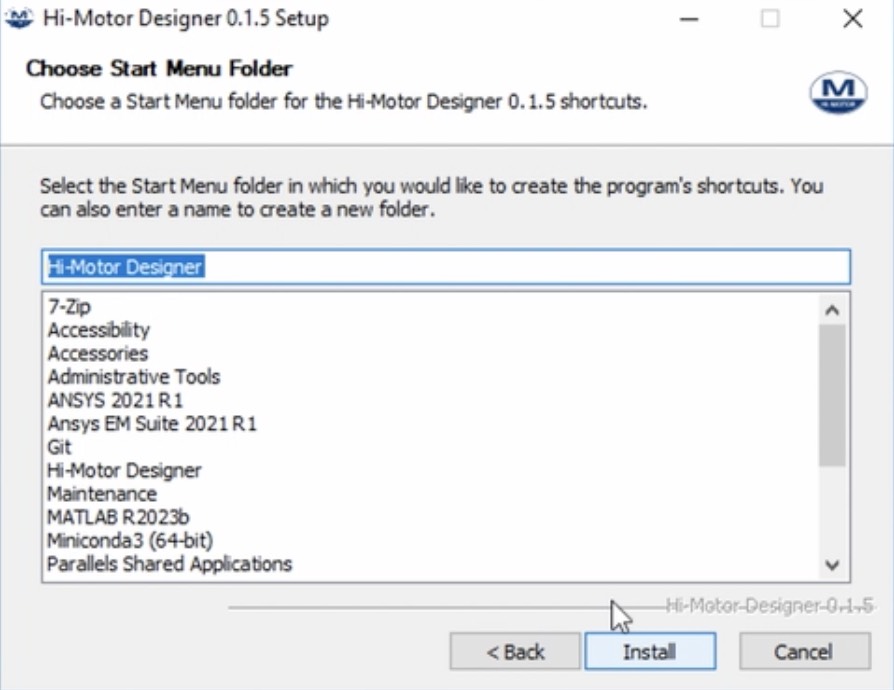 Hi-Motor Designer 0.1.5 Setup
Choose Start Menu Folder
Choose a Start Menu folder for the Hi-Motor Designer 0.1.5 shortcuts.
M
HI-MOTOR
Select the Start Menu folder in which you would like to create the program's shortcuts. You
can also enter a name to create a new folder.
Hi-Motor Designer
7-Zip
Accessibility
Accessories
Administrative Tools
ANSYS 2021 R1
Ansys EM Suite 2021 R1
Git
Hi-Motor Designer
Maintenance
MATLAB R2023b
Miniconda3 (64-bit)
Parallels Shared Applications
Hi-Motor Designer 0.1.5
< Back
Install
Cancel